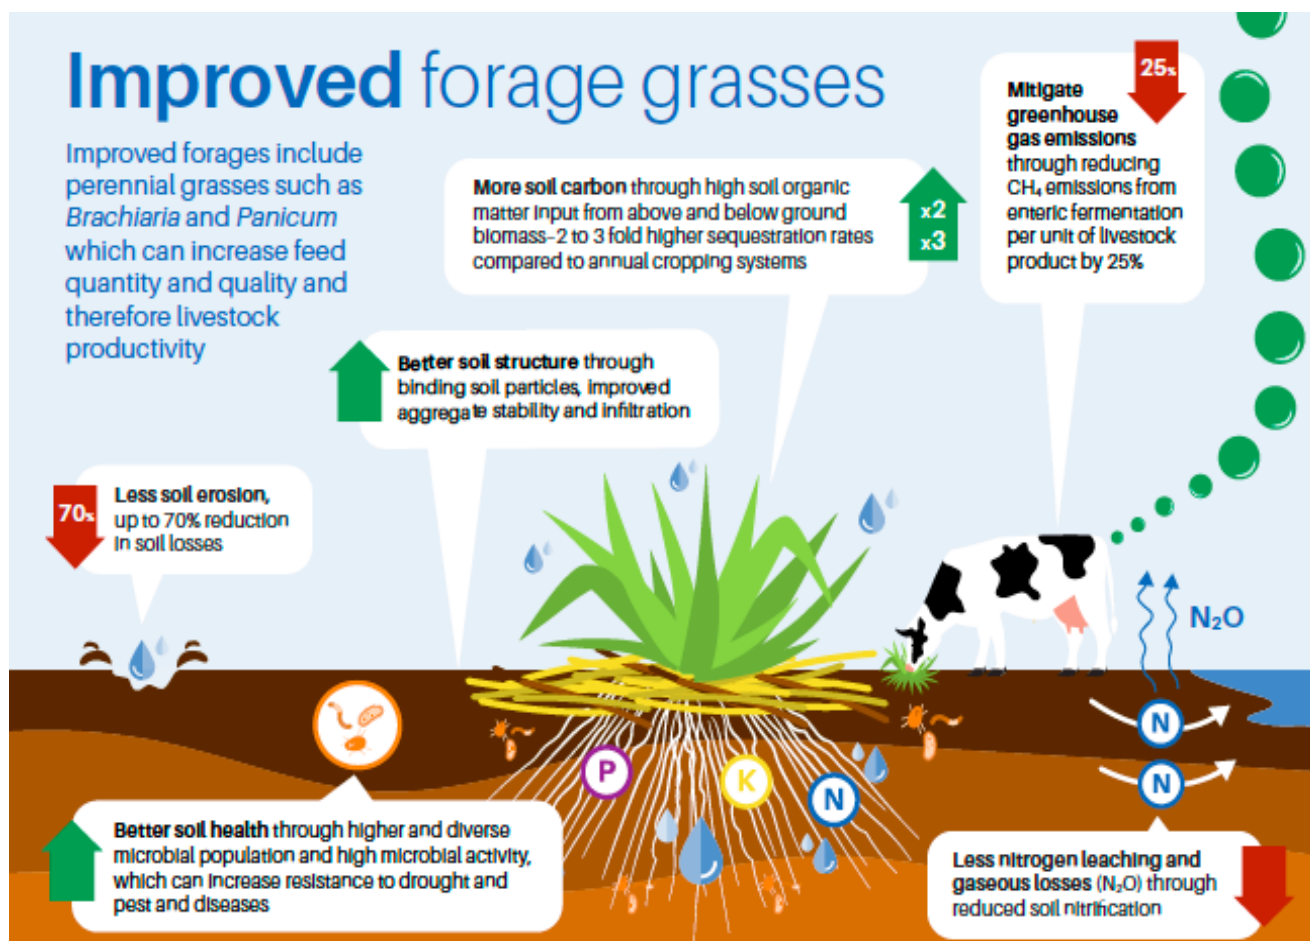 Improved forage grasses
Improved forages include
perennial grasses such as
Brachiaria and Panicum
which can increase feed
quantity and quality and
therefore livestock
productivity
More soil carbon through high soil organic
matter input from above and below ground
biomass–2 to 3 fold higher sequestration rates
compared to annual cropping systems
x2
x3
25%
Mitigate
greenhouse
gas emissions
through reducing
CH₄ emissions from
enteric fermentation
per unit of livestock
product by 25%
Better soil structure through
binding soil particles, improved
aggregate stability and infiltration
70%
Less soil erosion,
up to 70% reduction
in soil losses
N₂O
N
N
P
K
N
Better soil health through higher and diverse
microbial population and high microbial activity,
which can increase resistance to drought and
pest and diseases
Less nitrogen leaching and
gaseous losses (N₂O) through
reduced soil nitrification